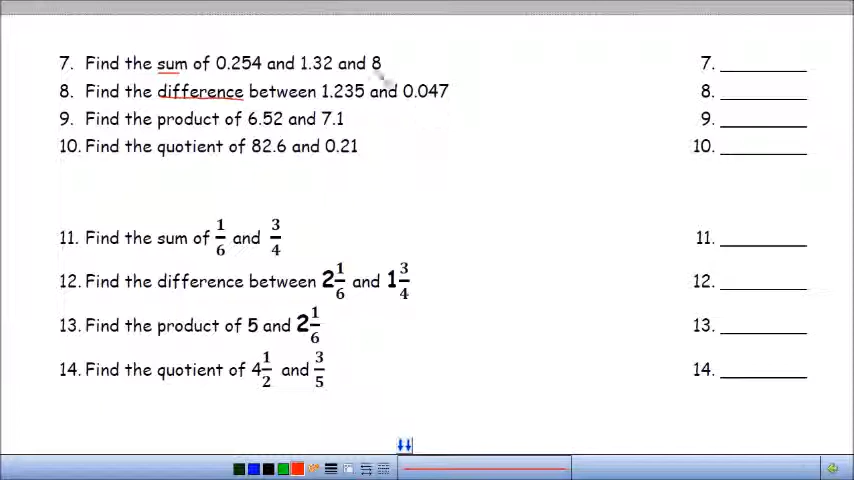 7. Find the sum of 0.254 and 1.32 and 8 7. ________
8. Find the difference between 1.235 and 0.047 8. ________
9. Find the product of 6.52 and 7.1 9. ________
10. Find the quotient of 82.6 and 0.21 10. ________
11. Find the sum of 1/6 and 3/4 11. ________
12. Find the difference between 2 1/6 and 1 3/4 12. ________
13. Find the product of 5 and 2 1/6 13. ________
14. Find the quotient of 4 1/2 and 3/5 14. ________